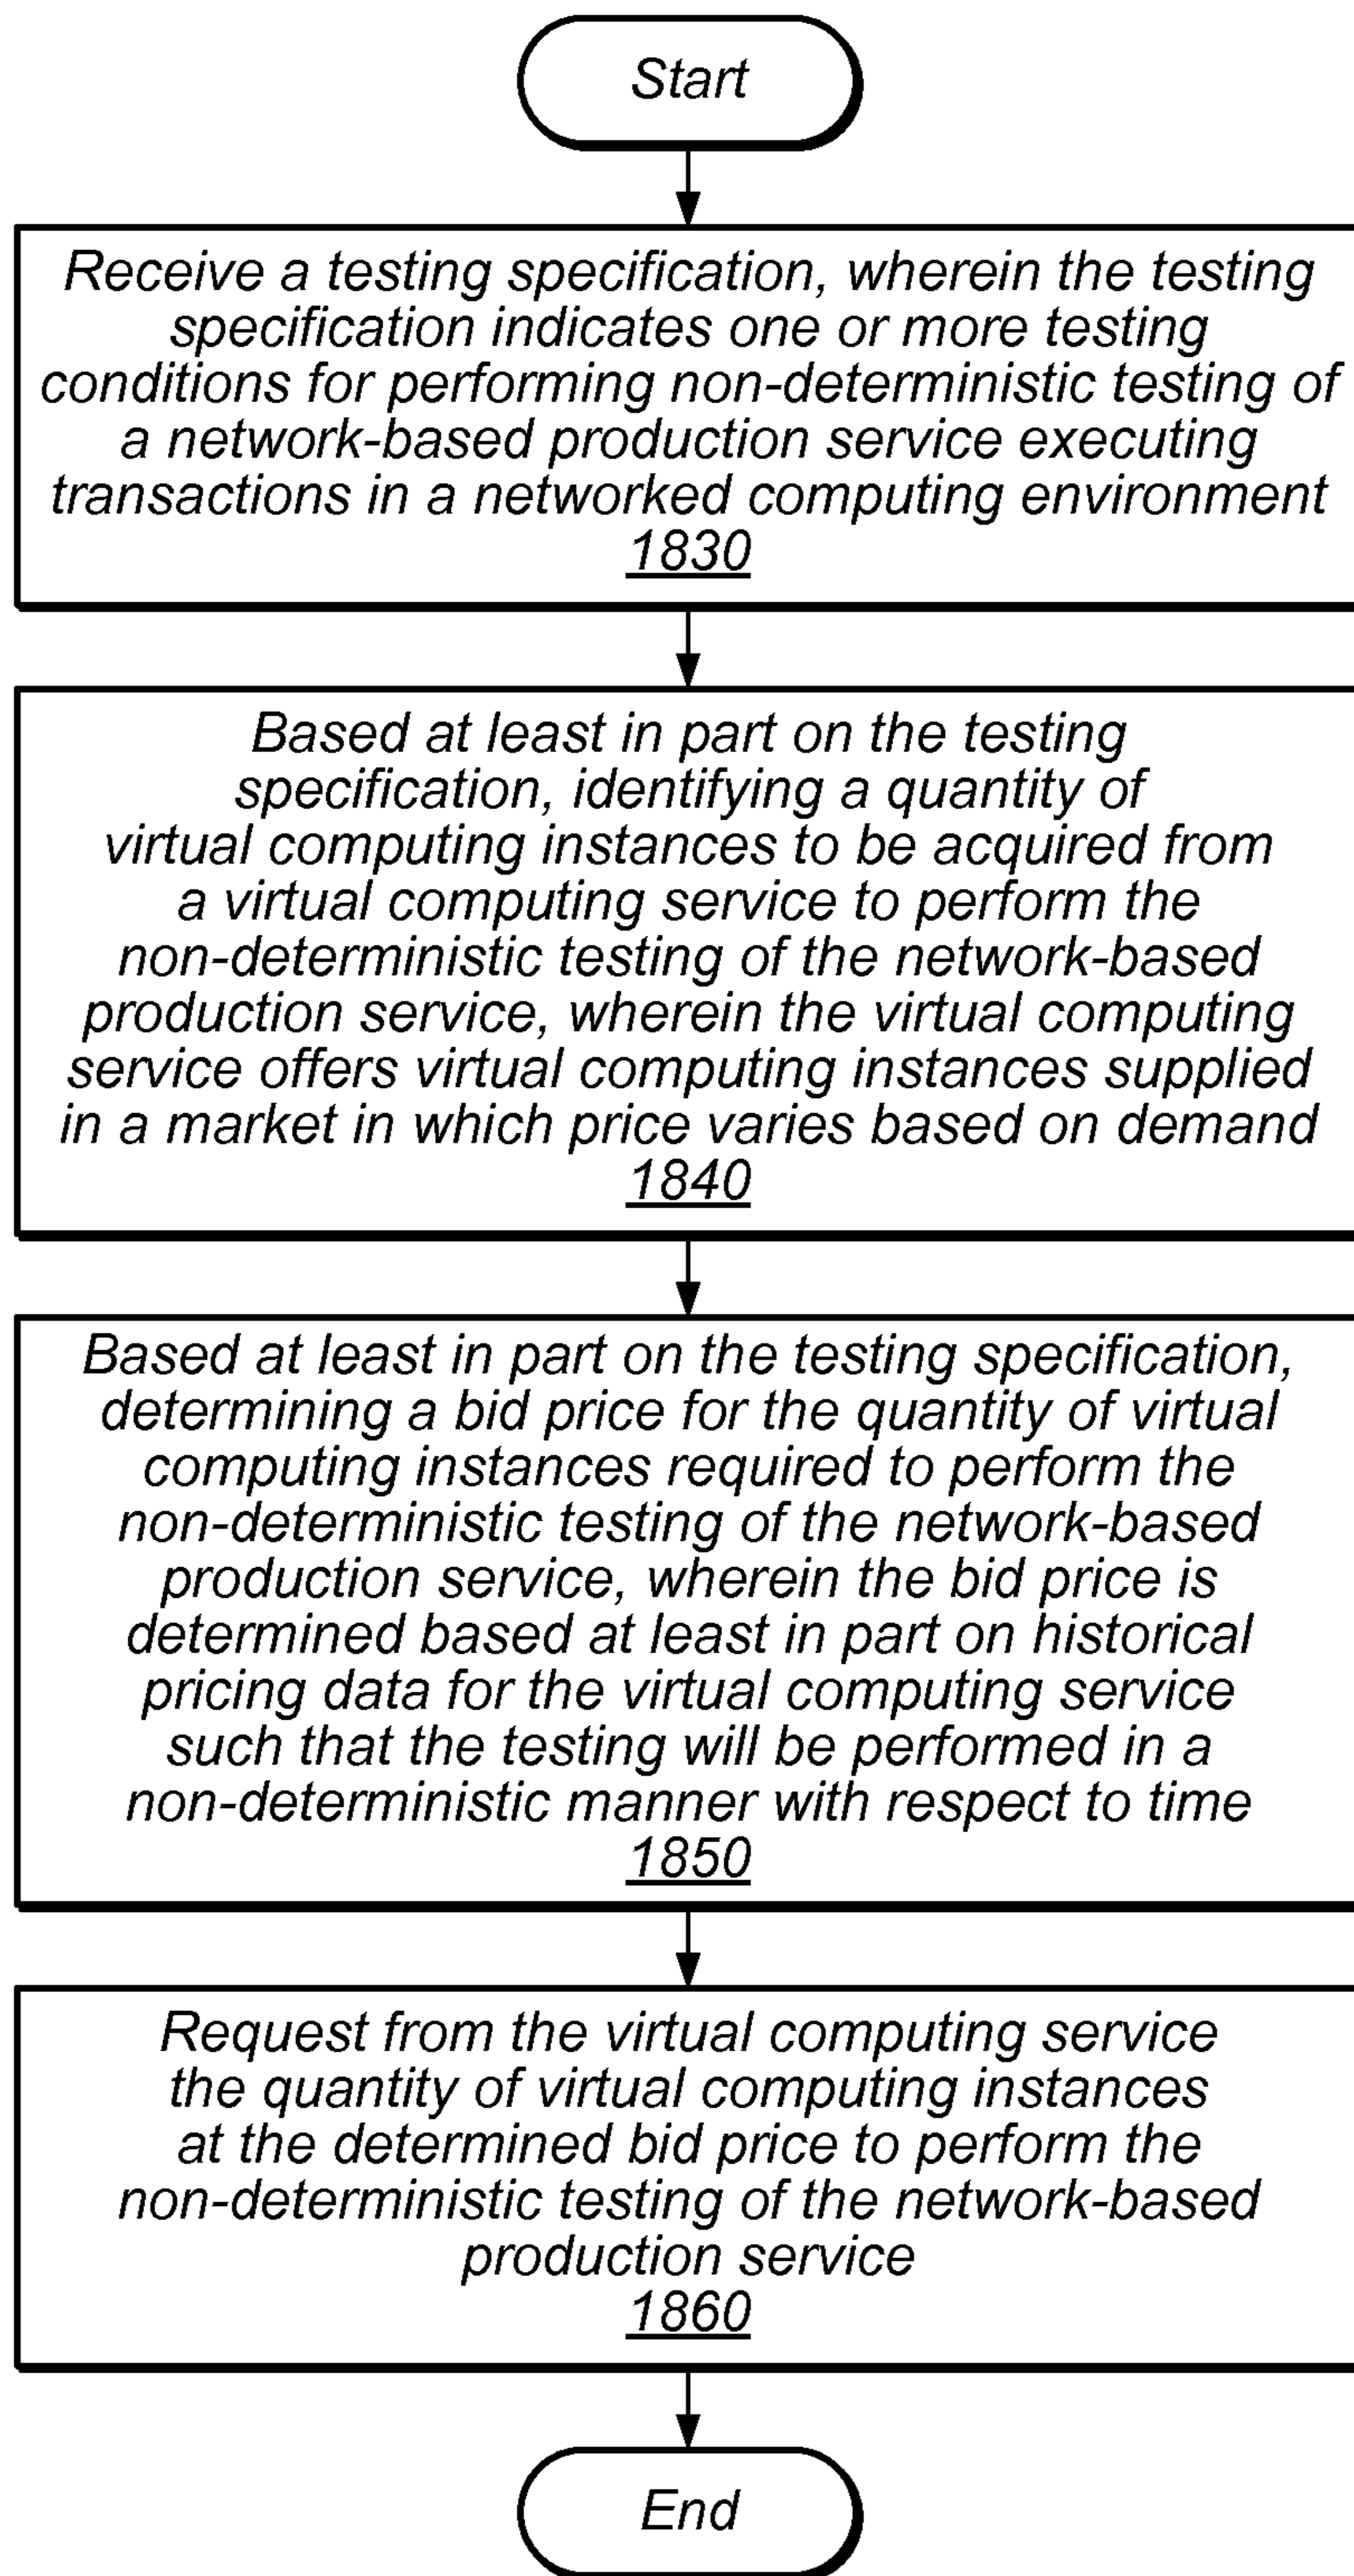 Start
Receive a testing specification, wherein the testing
specification indicates one or more testing
conditions for performing non-deterministic testing of
a network-based production service executing
transactions in a networked computing environment
1830
Based at least in part on the testing
specification, identifying a quantity of
virtual computing instances to be acquired from
a virtual computing service to perform the
non-deterministic testing of the network-based
production service, wherein the virtual computing
service offers virtual computing instances supplied
in a market in which price varies based on demand
1840
Based at least in part on the testing specification,
determining a bid price for the quantity of virtual
computing instances required to perform the
non-deterministic testing of the network-based
production service, wherein the bid price is
determined based at least in part on historical
pricing data for the virtual computing service
such that the testing will be performed in a
non-deterministic manner with respect to time
1850
Request from the virtual computing service
the quantity of virtual computing instances
at the determined bid price to perform the
non-deterministic testing of the network-based
production service
1860
End